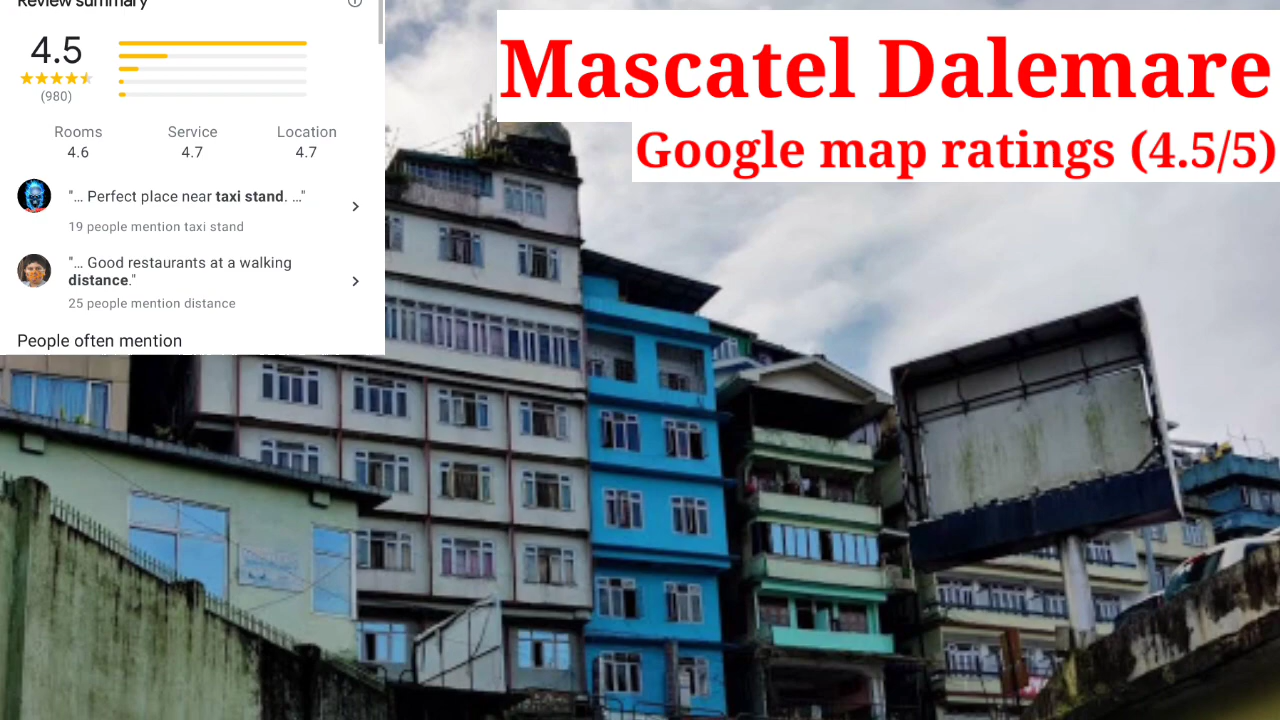 Review summary
4.5
(980)
Rooms
Service
Location
4.6
4.7
4.7
"... Perfect place near taxi stand. ..."
19 people mention taxi stand
"... Good restaurants at a walking
distance."
25 people mention distance
People often mention
Mascatel Dalemare
Google map ratings (4.5/5)